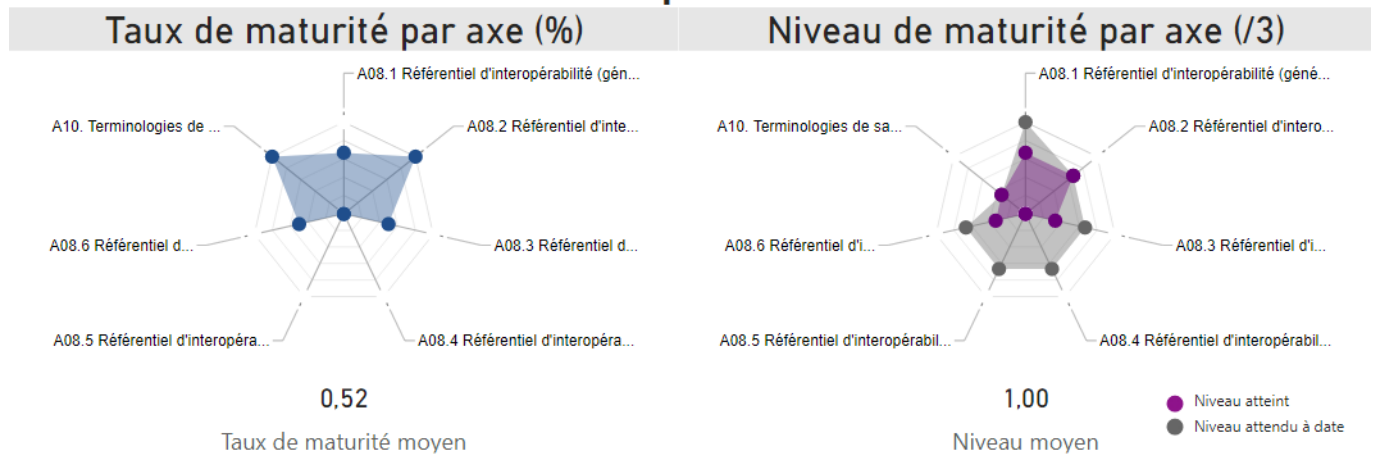 Taux de maturité par axe (%)
Niveau de maturité par axe (/3)
A08.1 Référentiel d'interopérabilité (gén...
A10. Terminologies de ...
A08.2 Référentiel d'inte...
A08.6 Référentiel d...
A08.3 Référentiel d...
A08.5 Référentiel d'interopéra...
A08.4 Référentiel d'interopéra...
0,52
Taux de maturité moyen
A08.1 Référentiel d'interopérabilité (géné...
A10. Terminologies de sa...
A08.2 Référentiel d'intero...
A08.6 Référentiel d'i...
A08.3 Référentiel d'i...
A08.5 Référentiel d'interopérabil...
A08.4 Référentiel d'interopérabil...
1,00
Niveau moyen
Niveau atteint
Niveau attendu à date